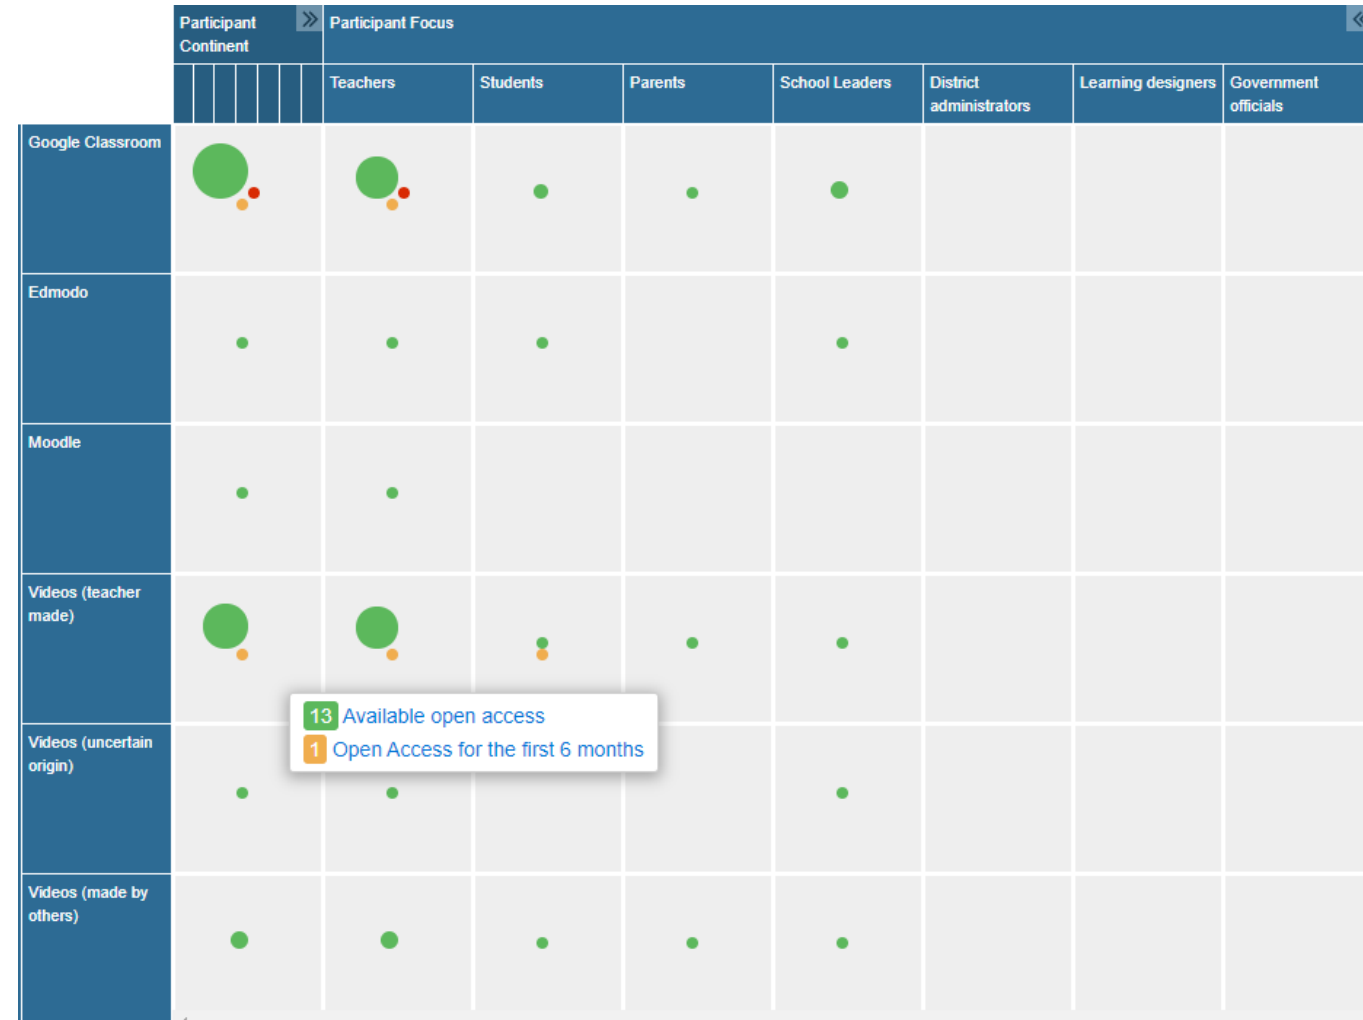 Participant
Continent
Participant Focus
Teachers
Students
Parents
School Leaders
District
administrators
Learning designers
Government
officials
Google Classroom
Edmodo
Moodle
Videos (teacher
made)
13 Available open access
1 Open Access for the first 6 months
Videos (uncertain
origin)
Videos (made by
others)